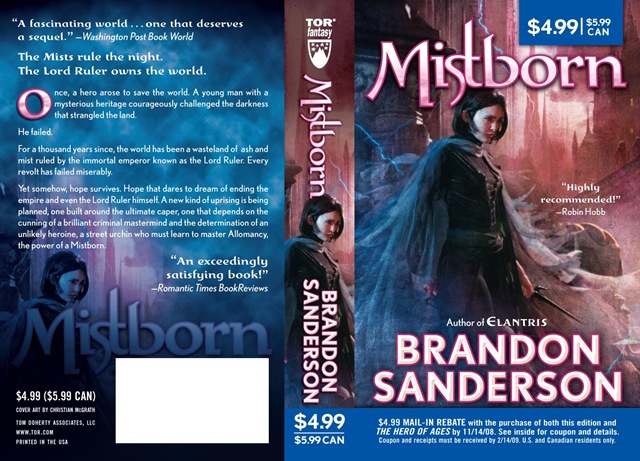 “A fascinating world . . . one that deserves
a sequel.” –Washington Post Book World
The Mists rule the night.
The Lord Ruler owns the world.
Once, a hero arose to save the world. A young man with a
mysterious heritage courageously challenged the darkness
that strangled the land.
He failed.
For a thousand years since, the world has been a wasteland of ash and
mist ruled by the immortal emperor known as the Lord Ruler. Every
revolt has failed miserably.
Yet somehow, hope survives. Hope that dares to dream of ending the
empire and even the Lord Ruler himself. A new kind of uprising is being
planned, one built around the ultimate caper, one that depends on the
cunning of a brilliant criminal mastermind and the determination of an
unlikely heroine, a street urchin who must learn to master Allomancy,
the power of a Mistborn.
“An exceedingly
satisfying book!”
–Romantic Times BookReviews
Mistborn
$4.99 ($5.99 CAN)
COVER ART BY CHRISTIAN McGRATH
TOM DOHERTY ASSOCIATES, LLC
WWW.TOR.COM
PRINTED IN THE USA
TOR®
fantasy
Mistborn
BRANDON
SANDERSON
$4.99
$5.99 CAN
$4.99 $5.99
CAN
Mistborn
“Highly
recommended!”
–Robin Hobb
Author of ELANTRIS
BRANDON
SANDERSON
$4.99 MAIL-IN REBATE with the purchase of both this edition and
THE HERO OF AGES by 11/14/08. See inside for coupon and details.
Coupon and receipts must be received by 2/14/09. U.S. and Canadian residents only.